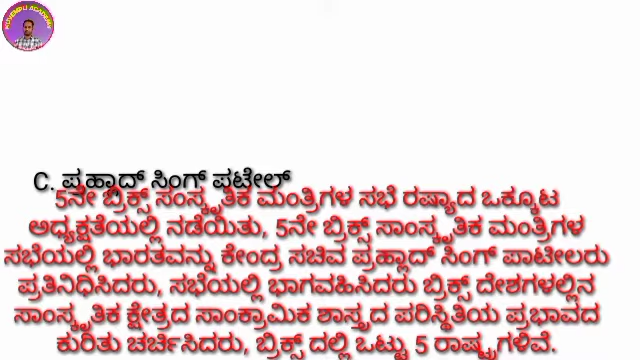 C. ಪ್ರಹ್ಲಾದ್ ಸಿಂಗ್ ಪಟೇಲ್
5ನೇ ಬ್ರಿಕ್ಸ್ ಸಂಸ್ಕೃತಿಕ ಮಂತ್ರಿಗಳ ಸಭೆ ರಷ್ಯಾದ ಒಕ್ಕೂಟ
ಅಧ್ಯಕ್ಷತೆಯಲ್ಲಿ ನಡೆಯಿತು, 5ನೇ ಬ್ರಿಕ್ಸ್ ಸಾಂಸ್ಕೃತಿಕ ಮಂತ್ರಿಗಳ
ಸಭೆಯಲ್ಲಿ ಭಾರತವನ್ನು ಕೇಂದ್ರ ಸಚಿವ ಪ್ರಹ್ಲಾದ್ ಸಿಂಗ್ ಪಾಟೀಲರು
ಪ್ರತಿನಿಧಿಸಿದರು, ಸಭೆಯಲ್ಲಿ ಭಾಗವಹಿಸಿದರು ಬ್ರಿಕ್ಸ್ ದೇಶಗಳಲ್ಲಿನ
ಸಾಂಸ್ಕೃತಿಕ ಕ್ಷೇತ್ರದ ಸಾಂಕ್ರಾಮಿಕ ಶಾಸ್ತ್ರದ ಪರಿಸ್ಥಿತಿಯ ಪ್ರಭಾವದ
ಕುರಿತು ಚರ್ಚಿಸಿದರು, ಬ್ರಿಕ್ಸ್ ದಲ್ಲಿ ಒಟ್ಟು 5 ರಾಷ್ಟ್ರಗಳಿವೆ.